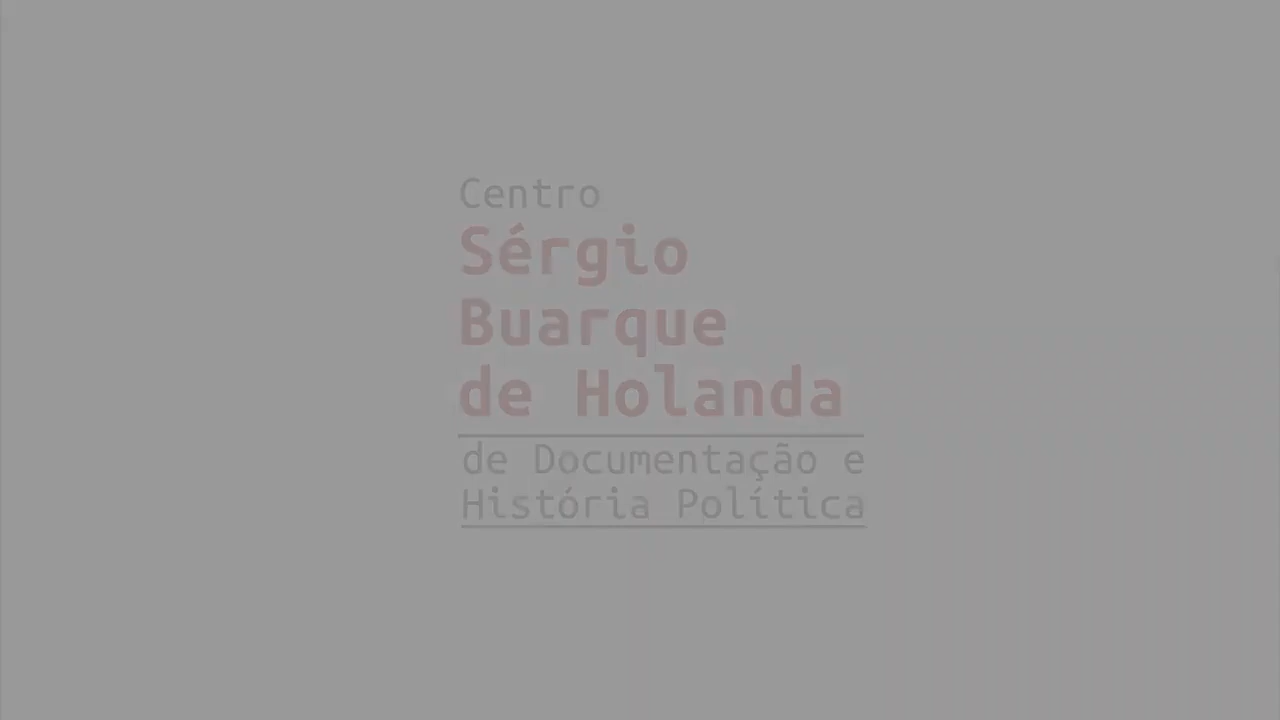 Centro
Sérgio
Buarque
de Holanda
de Documentação e
História Política